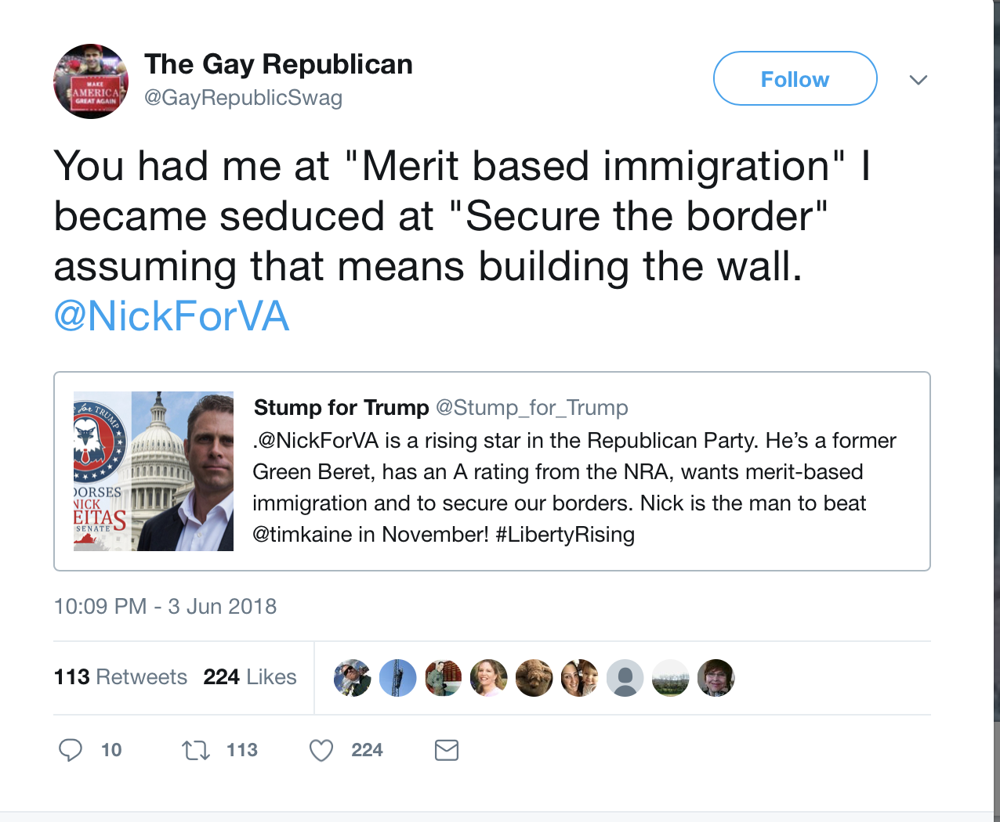 The Gay Republican
@GayRepublicSwag
Follow
MAKE
AMERICA
GREAT AGAIN
You had me at "Merit based immigration" I
became seduced at "Secure the border"
assuming that means building the wall.
@NickForVA
for TRUMP
DORSES
NICK
EITAS
SENATE
Stump for Trump @Stump_for_Trump
.@NickForVA is a rising star in the Republican Party. He’s a former
Green Beret, has an A rating from the NRA, wants merit-based
immigration and to secure our borders. Nick is the man to beat
@timkaine in November! #LibertyRising
10:09 PM - 3 Jun 2018
113 Retweets 224 Likes
10 113 224